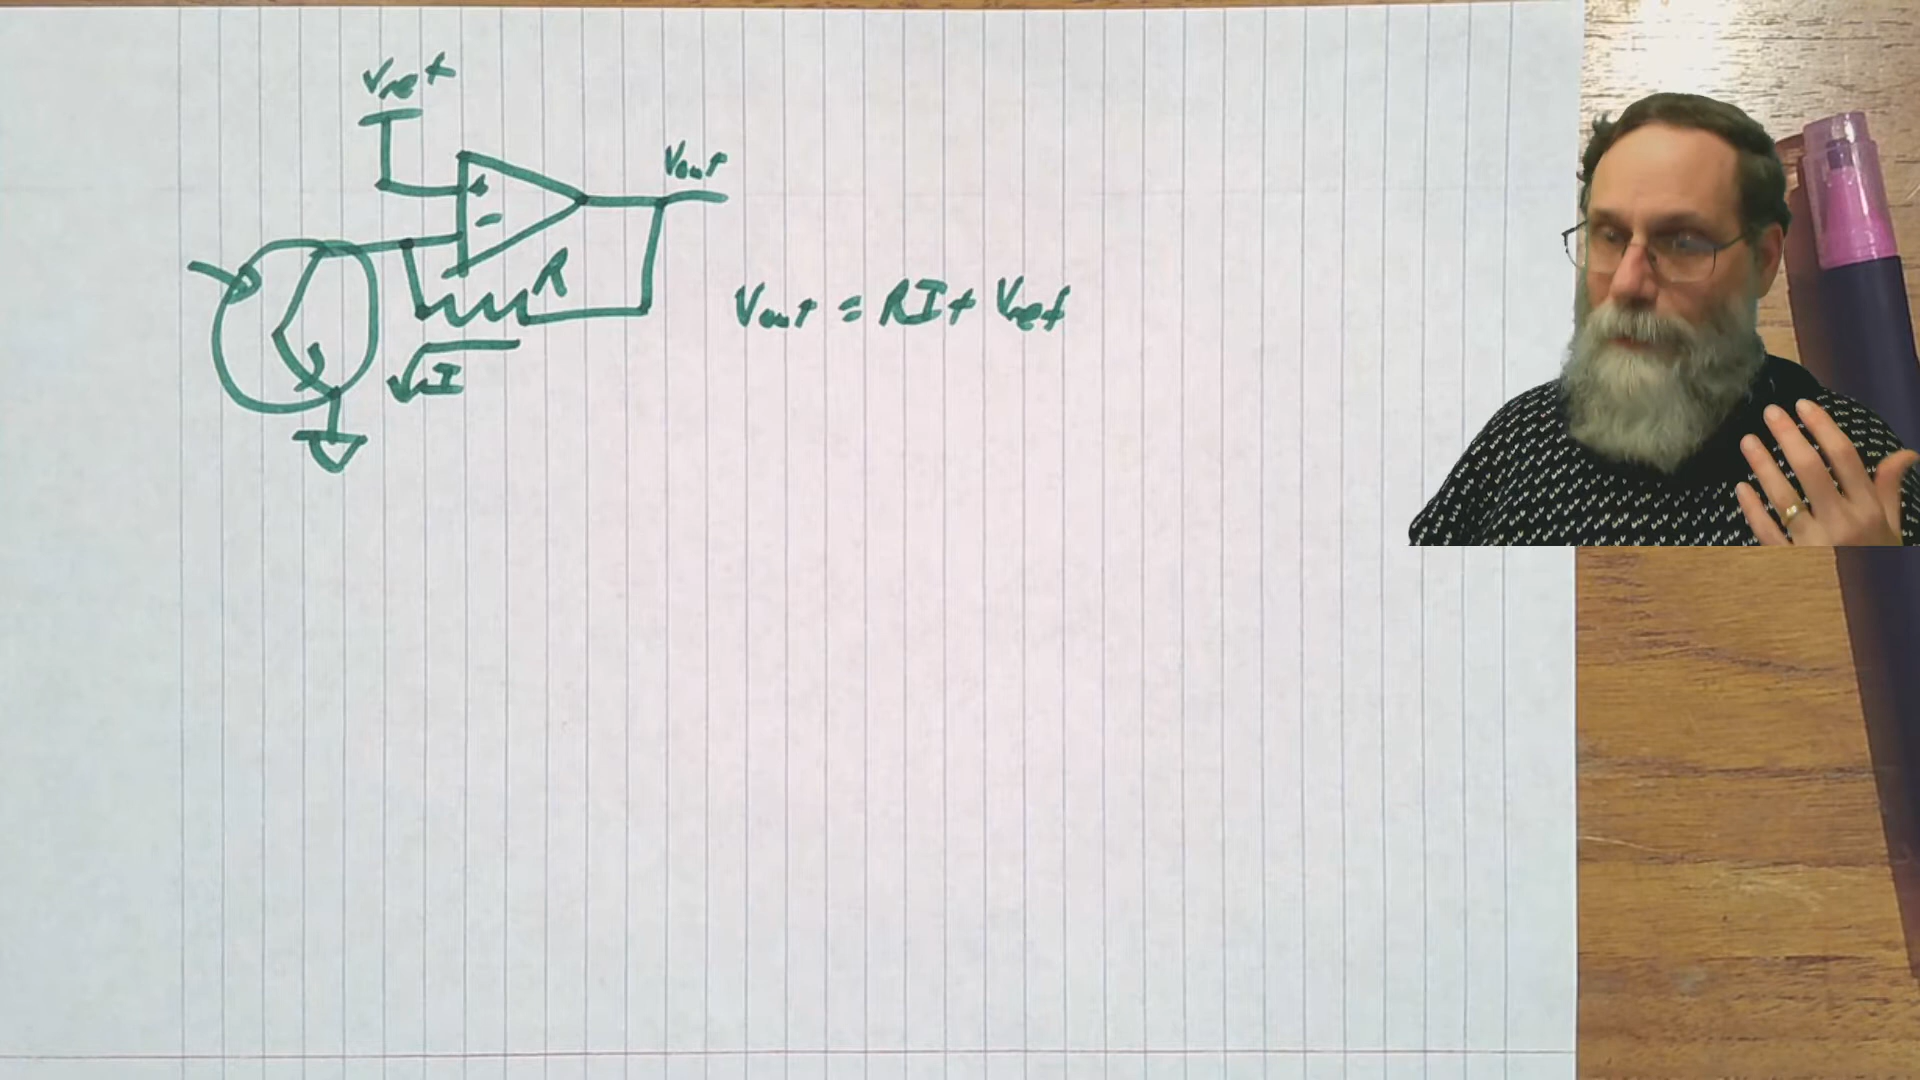 Vref
Vout
+
-
R
Vout = RI + Vref
I